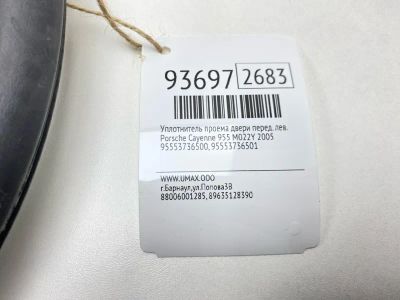 93697 2683
Уплотнитель проема двери перед. лев.
Porsche Cayenne 955 M022Y 2005
95553736500, 95553736501
WWW.UMAX.OOO
г.Барнаул,ул.Попова3В
88006001285, 89635128390